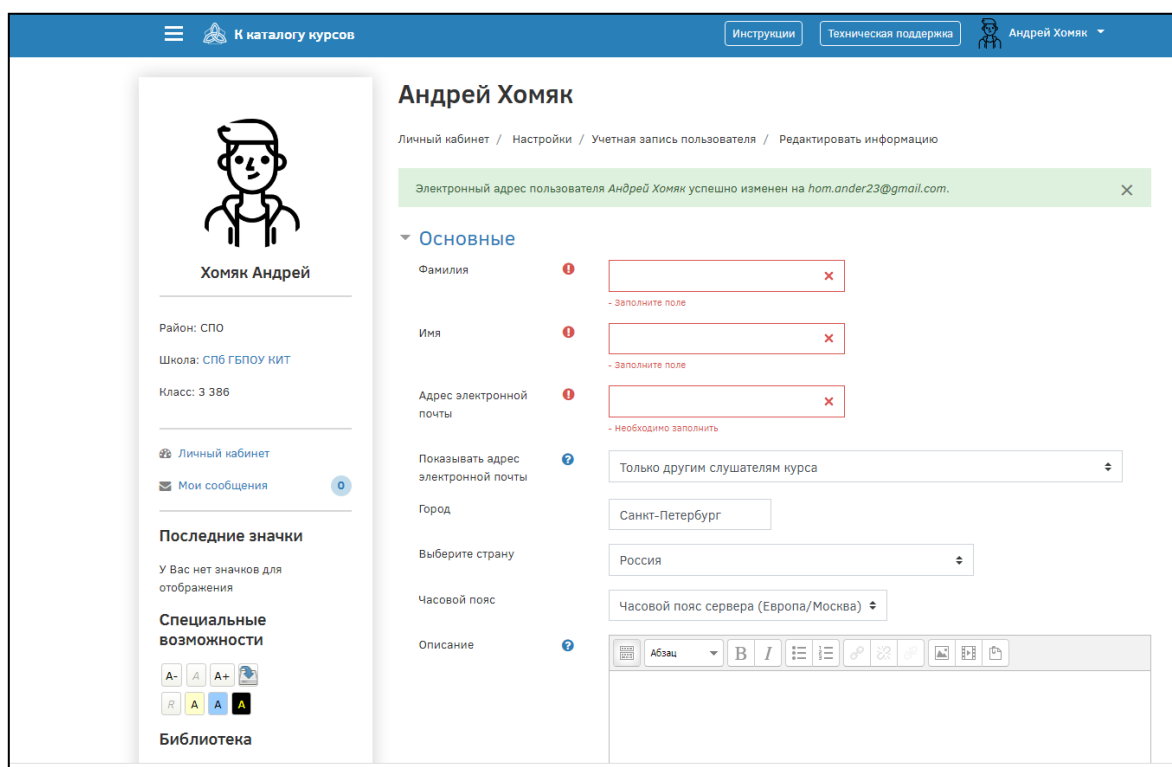 К каталогу курсов
Инструкции
Техническая поддержка
Андрей Хомяк
Хомяк Андрей
Район: СПО
Школа: СПб ГБПОУ КИТ
Класс: 3 386
Личный кабинет
Мои сообщения 0
Последние значки
У Вас нет значков для
отображения
Специальные
возможности
A- A A+
R A A A
Библиотека
Андрей Хомяк
Личный кабинет / Настройки / Учетная запись пользователя / Редактировать информацию
Электронный адрес пользователя Андрей Хомяк успешно изменен на hom.ander23@gmail.com.
Основные
Фамилия
- Заполните поле
Имя
- Заполните поле
Адрес электронной
почты
- Необходимо заполнить
Показывать адрес
электронной почты
Только другим слушателям курса
Город
Санкт-Петербург
Выберите страну
Россия
Часовой пояс
Часовой пояс сервера (Европа/Москва)
Описание
Абзац B I